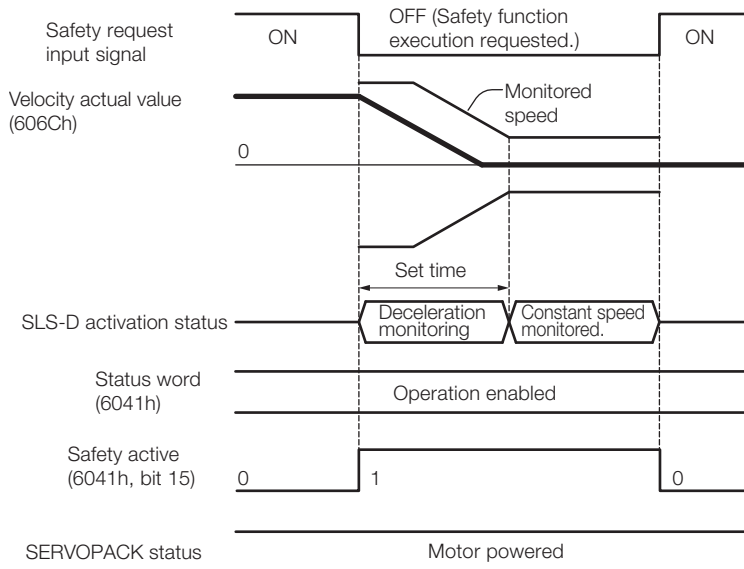 Safety request
input signal
ON
OFF (Safety function
execution requested.)
ON
Velocity actual value
(606Ch)
Monitored
speed
0
Set time
SLS-D activation status
Deceleration
monitoring
Constant speed
monitored.
Status word
(6041h)
Operation enabled
Safety active
(6041h, bit 15)
0
1
0
SERVOPACK status
Motor powered